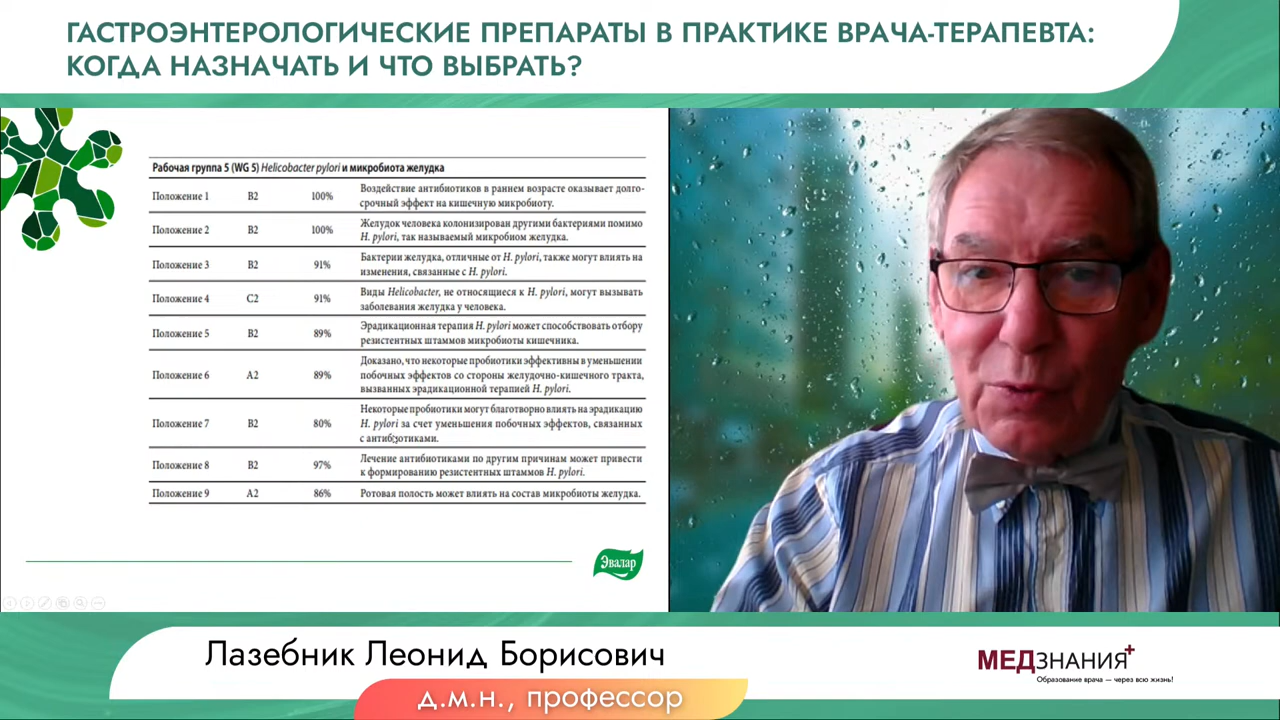 ГАСТРОЭНТЕРОЛОГИЧЕСКИЕ ПРЕПАРАТЫ В ПРАКТИКЕ ВРАЧА-ТЕРАПЕВТА:
КОГДА НАЗНАЧАТЬ И ЧТО ВЫБРАТЬ?
Рабочая группа 5 (WG 5) Helicobacter pylori и микробиота желудка
Положение 1 B2 100% Воздействие антибиотиков в раннем возрасте оказывает долго-
срочный эффект на кишечную микробиоту.
Положение 2 B2 100% Желудок человека колонизирован другими бактериями помимо
H. pylori, так называемый микробиом желудка.
Положение 3 B2 91% Бактерии желудка, отличные от H. pylori, также могут влиять на
изменения, связанные с H. pylori.
Положение 4 C2 91% Виды Helicobacter, не относящиеся к H. pylori, могут вызывать
заболевания желудка у человека.
Положение 5 B2 89% Эрадикационная терапия H. pylori может способствовать отбору
резистентных штаммов микробиоты кишечника.
Положение 6 A2 89% Доказано, что некоторые пробиотики эффективны в уменьшении
побочных эффектов со стороны желудочно-кишечного тракта,
вызванных эрадикационной терапией H. pylori.
Положение 7 B2 80% Некоторые пробиотики могут благотворно влиять на эрадикацию
H. pylori за счет уменьшения побочных эффектов, связанных
с антибиотиками.
Положение 8 B2 97% Лечение антибиотиками по другим причинам может привести
к формированию резистентных штаммов H. pylori.
Положение 9 A2 86% Ротовая полость может влиять на состав микробиоты желудка.
Эвалар
Лазебник Леонид Борисович
д.м.н., профессор
МЕДЗНАНИЯ+
Образование врача — через всю жизнь!